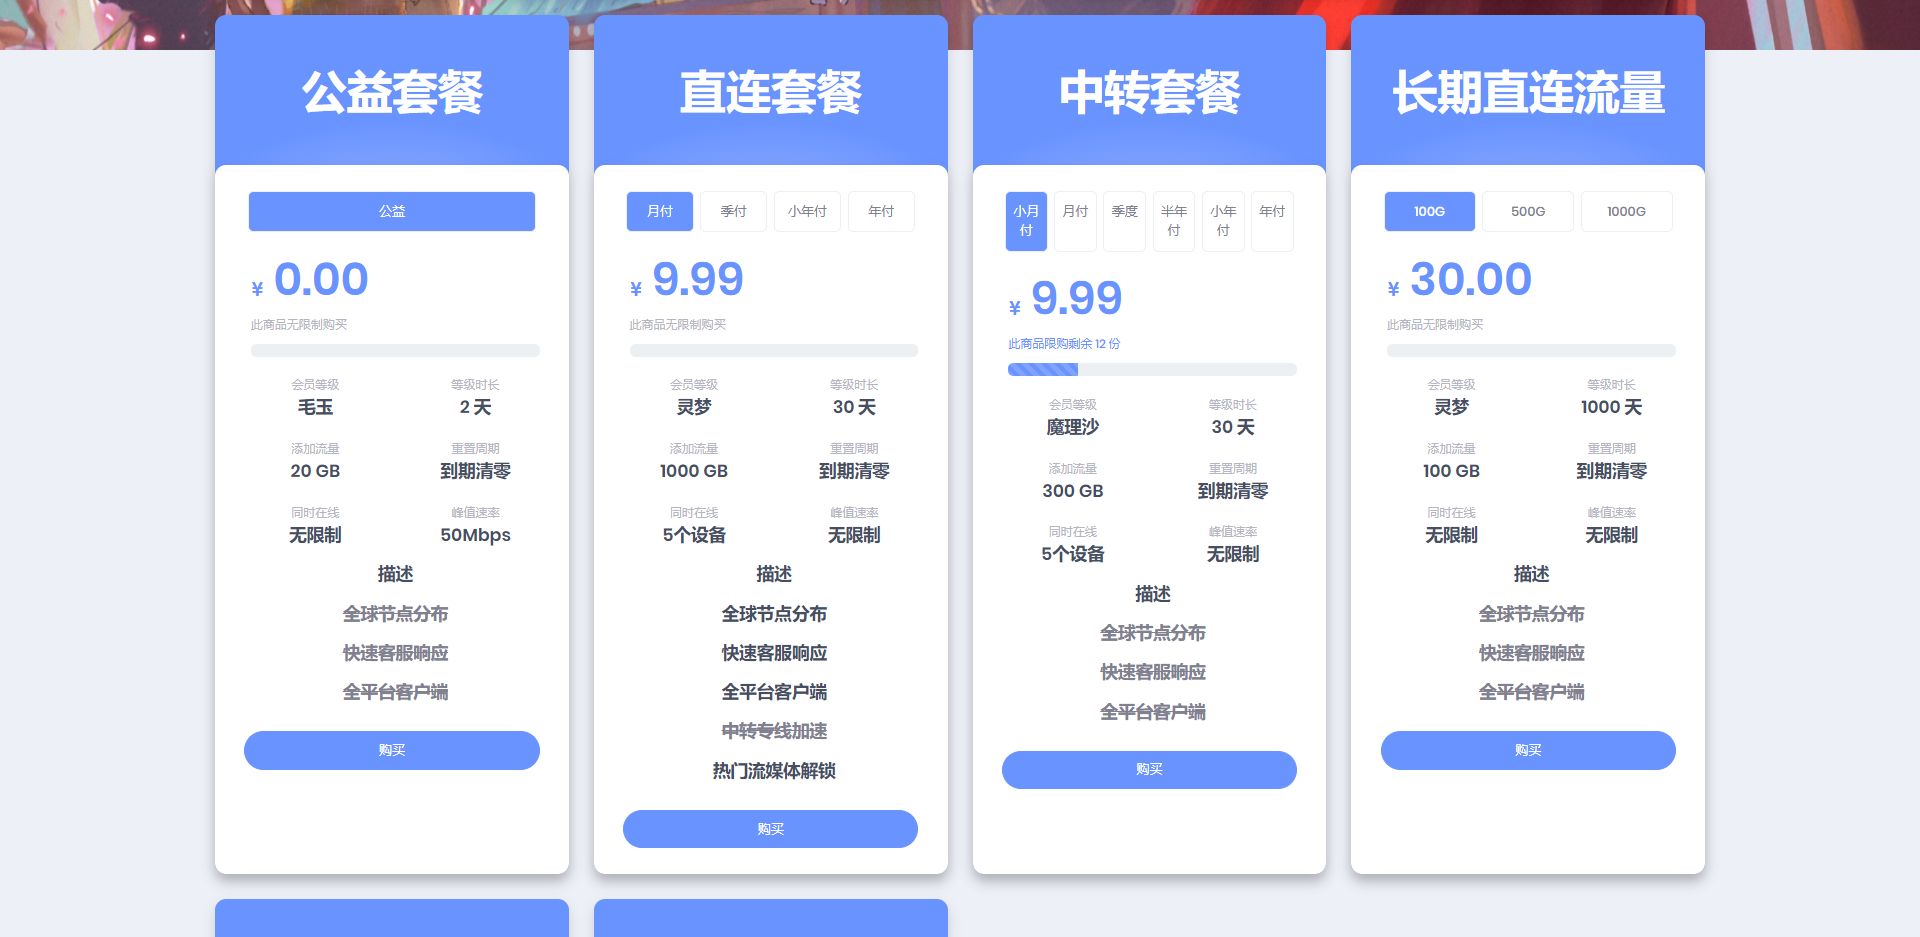 公益套餐
公益
¥ 0.00
此商品无限制购买
会员等级 等级时长
毛玉 2 天
添加流量 重置周期
20 GB 到期清零
同时在线 峰值速率
无限制 50Mbps
描述
全球节点分布
快速客服响应
全平台客户端
购买
直连套餐
月付 季付 小年付 年付
¥ 9.99
此商品无限制购买
会员等级 等级时长
灵梦 30 天
添加流量 重置周期
1000 GB 到期清零
同时在线 峰值速率
5个设备 无限制
描述
全球节点分布
快速客服响应
全平台客户端
中转专线加速
热门流媒体解锁
购买
中转套餐
小月付 月付 季度 半年付 小年付 年付
¥ 9.99
此商品限购剩余 12 份
会员等级 等级时长
魔理沙 30 天
添加流量 重置周期
300 GB 到期清零
同时在线 峰值速率
5个设备 无限制
描述
全球节点分布
快速客服响应
全平台客户端
购买
长期直连流量
100G 500G 1000G
¥ 30.00
此商品无限制购买
会员等级 等级时长
灵梦 1000 天
添加流量 重置周期
100 GB 到期清零
同时在线 峰值速率
无限制 无限制
描述
全球节点分布
快速客服响应
全平台客户端
购买